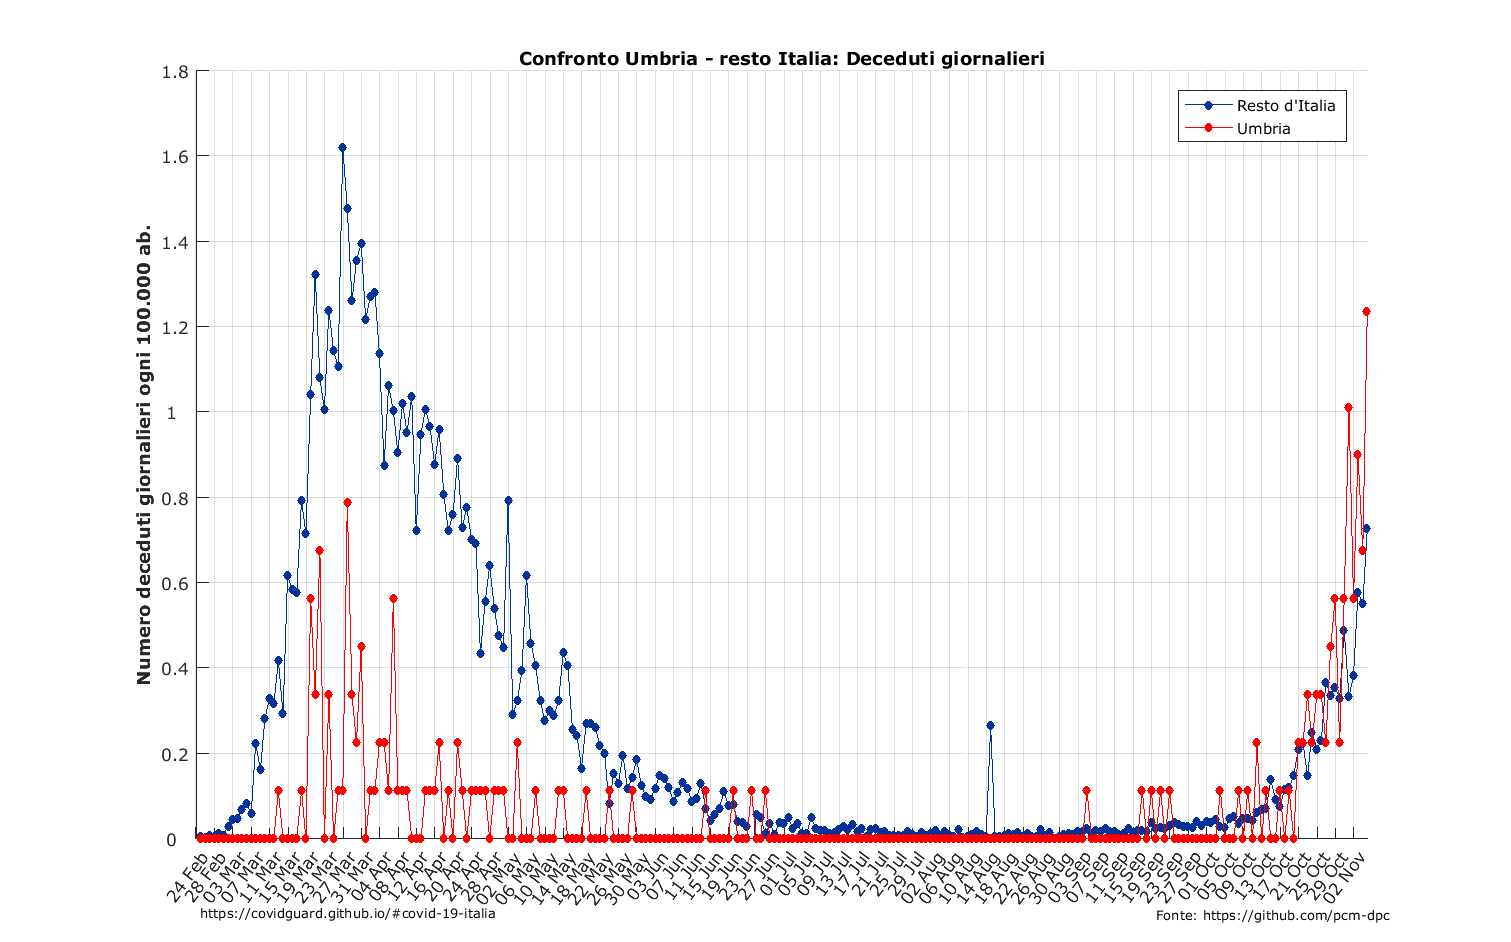 Confronto Umbria - resto Italia: Deceduti giornalieri
Resto d'Italia
Umbria
Numero deceduti giornalieri ogni 100.000 ab.
1.8
1.6
1.4
1.2
1
0.8
0.6
0.4
0.2
0
24 Feb
28 Feb
03 Mar
07 Mar
11 Mar
15 Mar
19 Mar
23 Mar
27 Mar
31 Mar
04 Apr
08 Apr
12 Apr
16 Apr
20 Apr
24 Apr
28 Apr
02 May
06 May
10 May
14 May
18 May
22 May
26 May
30 May
03 Jun
07 Jun
11 Jun
15 Jun
19 Jun
23 Jun
27 Jun
01 Jul
05 Jul
09 Jul
13 Jul
17 Jul
21 Jul
25 Jul
29 Jul
02 Aug
06 Aug
10 Aug
14 Aug
18 Aug
22 Aug
26 Aug
30 Aug
03 Sep
07 Sep
11 Sep
15 Sep
19 Sep
23 Sep
27 Sep
01 Oct
05 Oct
09 Oct
13 Oct
17 Oct
21 Oct
25 Oct
29 Oct
02 Nov
https://covidguard.github.io/#covid-19-italia
Fonte: https://github.com/pcm-dpc